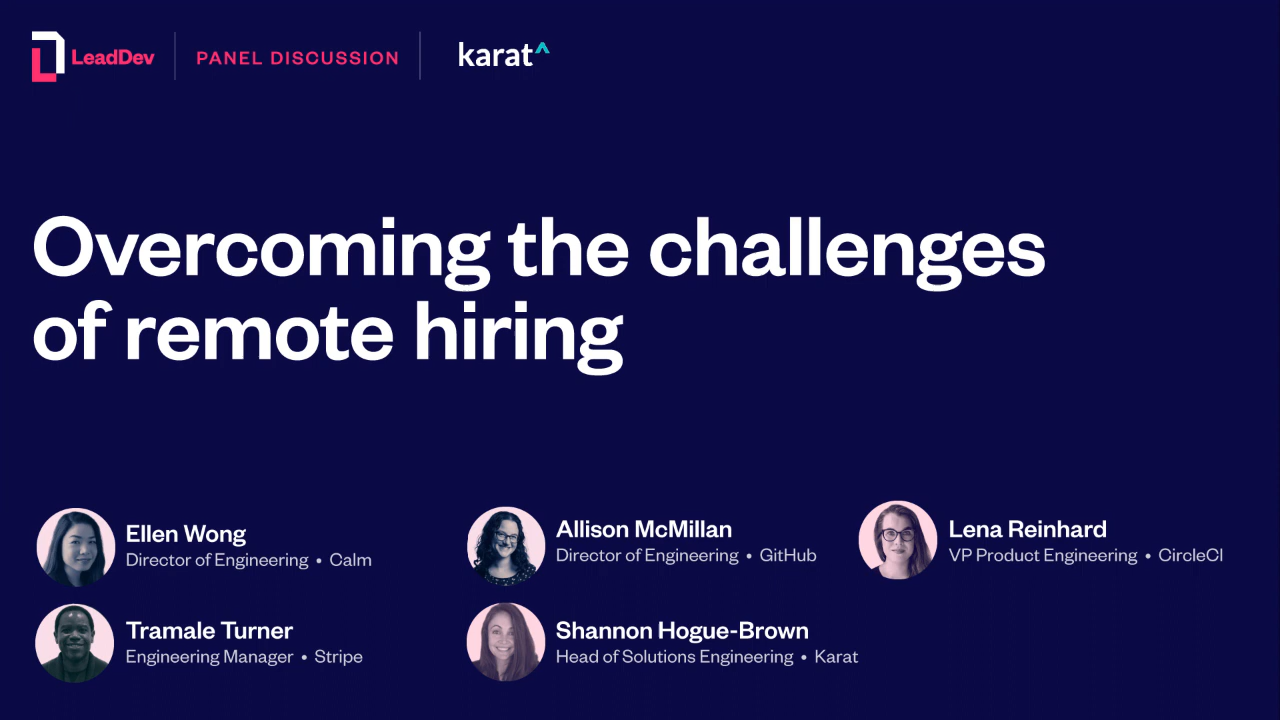 LeadDev
PANEL DISCUSSION
karat^
Overcoming the challenges
of remote hiring
Ellen Wong
Director of Engineering • Calm
Allison McMillan
Director of Engineering • GitHub
Lena Reinhard
VP Product Engineering • CircleCI
Tramale Turner
Engineering Manager • Stripe
Shannon Hogue-Brown
Head of Solutions Engineering • Karat